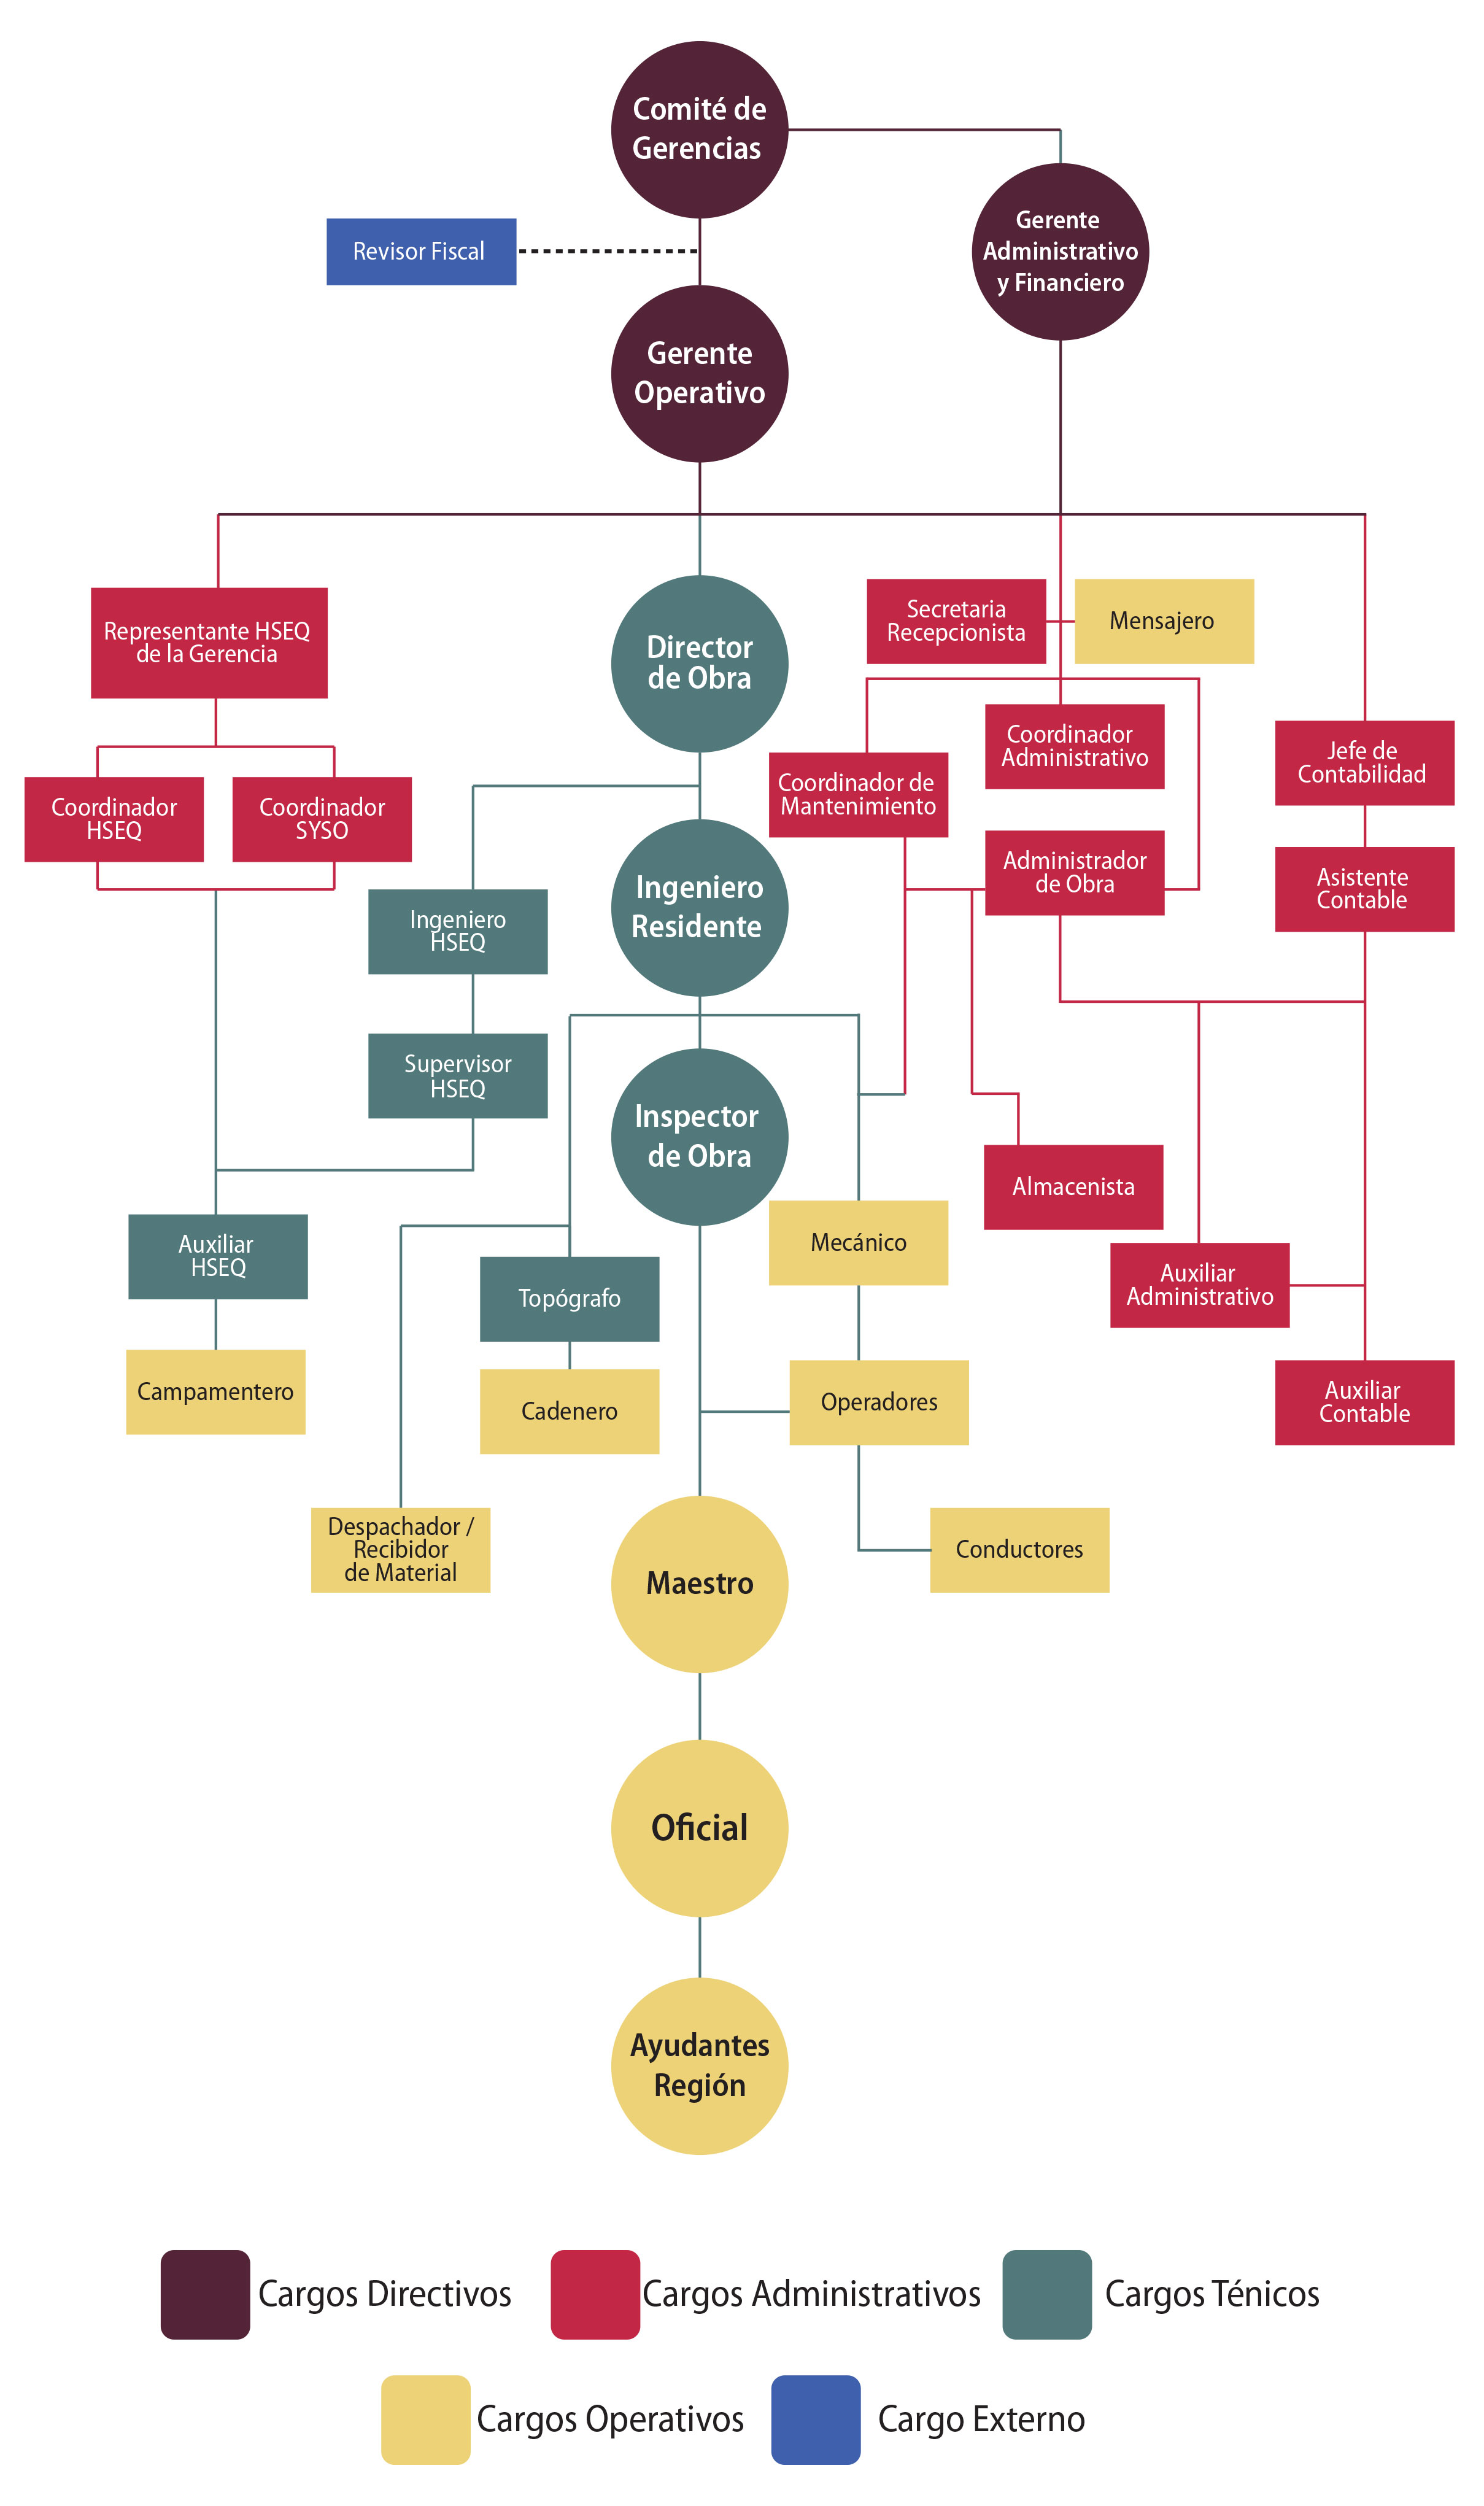 Comité de
Gerencias
Gerente
Administrativo
y Financiero
Revisor Fiscal
Gerente
Operativo
Secretaria
Recepcionista
Mensajero
Representante HSEQ
de la Gerencia
Director
de Obra
Coordinador
Administrativo
Jefe de
Contabilidad
Coordinador de
Mantenimiento
Coordinador
HSEQ
Coordinador
SYSO
Administrador
de Obra
Asistente
Contable
Ingeniero
HSEQ
Ingeniero
Residente
Supervisor
HSEQ
Inspector
de Obra
Almacenista
Auxiliar
HSEQ
Mecánico
Topógrafo
Auxiliar
Administrativo
Campamentero
Cadenero
Operadores
Auxiliar
Contable
Despachador /
Recibidor
de Material
Conductores
Maestro
Oficial
Ayudantes
Región
Cargos Directivos
Cargos Administrativos
Cargos Ténicos
Cargos Operativos
Cargo Externo